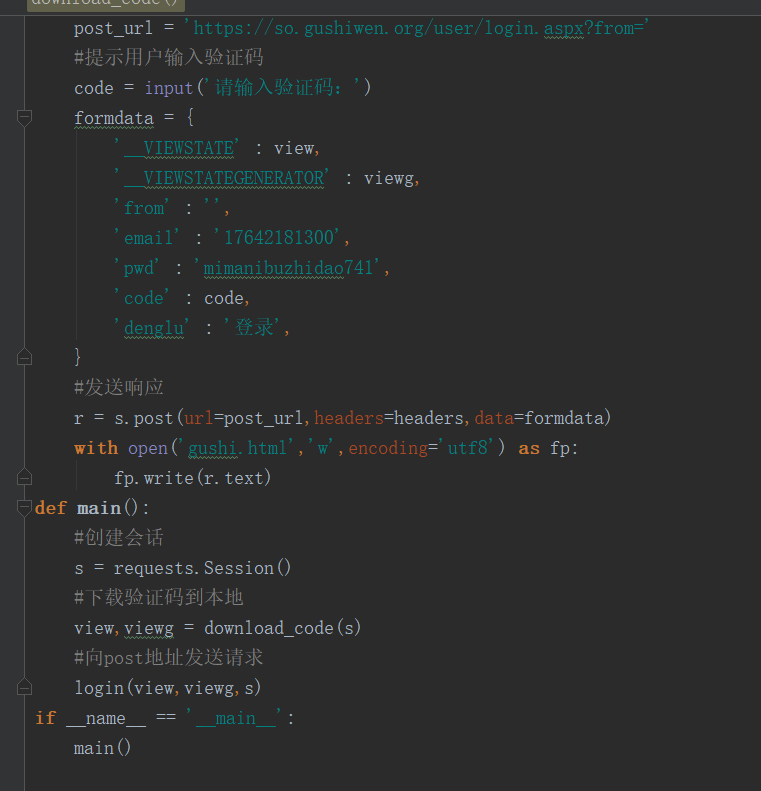 download_code()
post_url = 'https://so.gushiwen.org/user/login.aspx?from='
#提示用户输入验证码
code = input('请输入验证码：')
formdata = {
'__VIEWSTATE' : view,
'__VIEWSTATEGENERATOR' : viewg,
'from' : '',
'email' : '17642181300',
'pwd' : 'mimanibuzhidao741',
'code' : code,
'denglu' : '登录',
}
#发送响应
r = s.post(url=post_url,headers=headers,data=formdata)
with open('gushi.html','w',encoding='utf8') as fp:
fp.write(r.text)
def main():
#创建会话
s = requests.Session()
#下载验证码到本地
view,viewg = download_code(s)
#向post地址发送请求
login(view,viewg,s)
if __name__ == '__main__':
main()